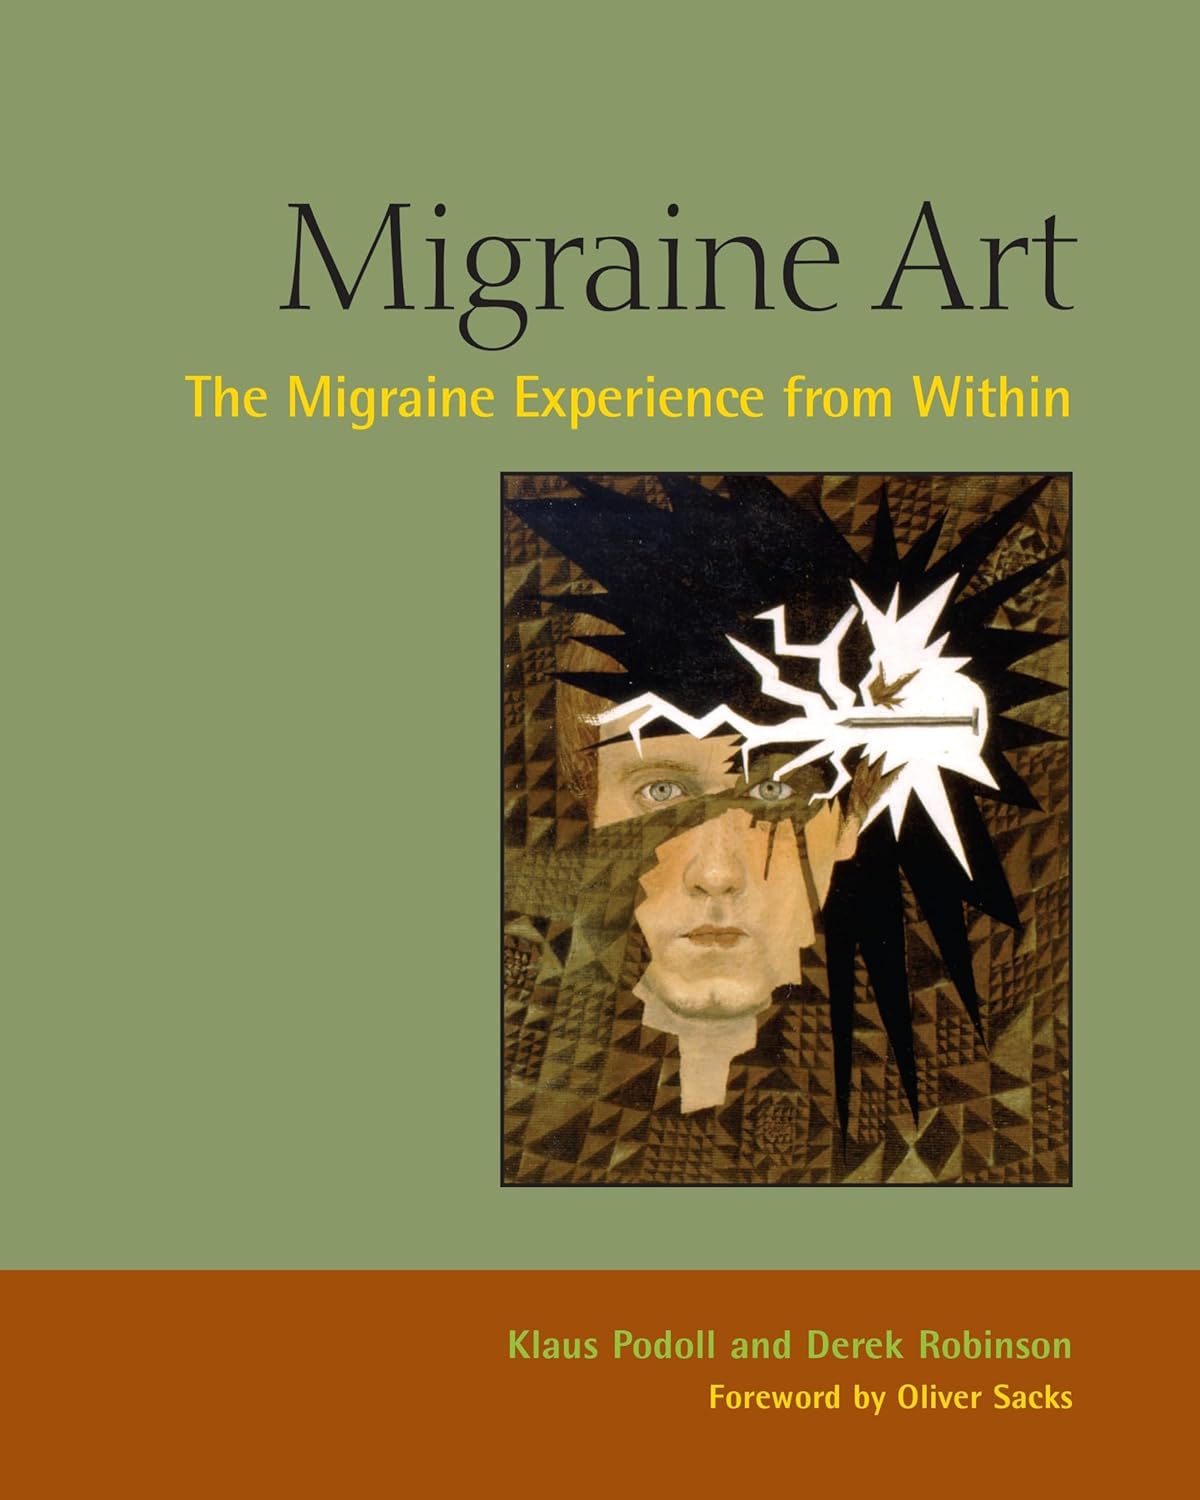 Migraine Art
The Migraine Experience from Within
Klaus Podoll and Derek Robinson
Foreword by Oliver Sacks